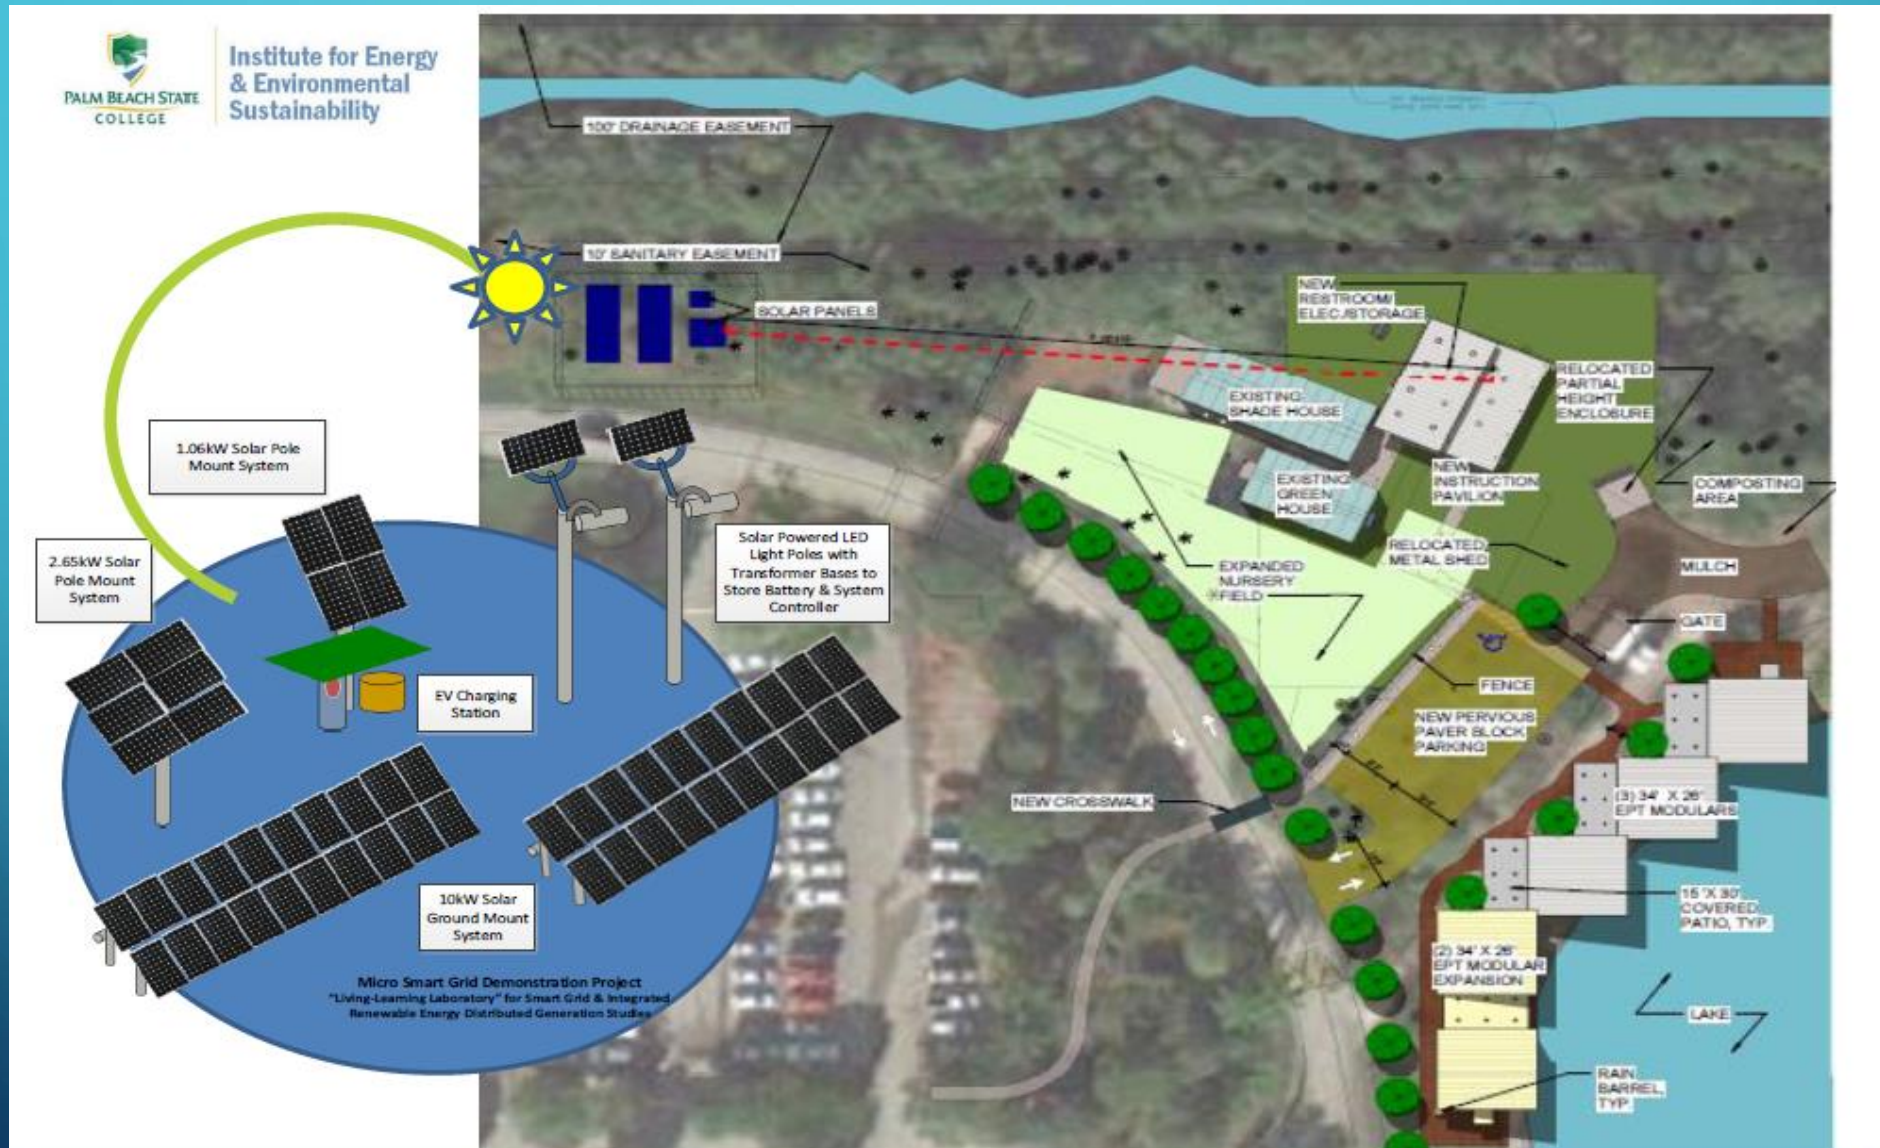 PALM BEACH STATE
COLLEGE
Institute for Energy
& Environmental
Sustainability
100' DRAINAGE EASEMENT
10' SANITARY EASEMENT
SOLAR PANELS
NEW
RESTROOM/
ELEC./STORAGE
RELOCATED
PARTIAL
HEIGHT
ENCLOSURE
EXISTING
SHADE HOUSE
EXISTING
GREEN
HOUSE
NEW
INSTRUCTION
PAVILION
COMPOSTING
AREA
RELOCATED
METAL SHED
MULCH
EXPANDED
NURSERY
FIELD
GATE
FENCE
NEW PERVIOUS
PAVER BLOCK
PARKING
NEW CROSSWALK
(3) 34' X 26'
EPT MODULARS
15 'X 30'
COVERED
PATIO, TYP.
(2) 34' X 26'
EPT MODULAR
EXPANSION
LAKE
RAIN
BARREL,
TYP.
1.06kW Solar Pole
Mount System
2.65kW Solar
Pole Mount
System
Solar Powered LED
Light Poles with
Transformer Bases to
Store Battery & System
Controller
EV Charging
Station
10kW Solar
Ground Mount
System
Micro Smart Grid Demonstration Project
"Living-Learning Laboratory" for Smart Grid & Integrated
Renewable Energy Distributed Generation Studies